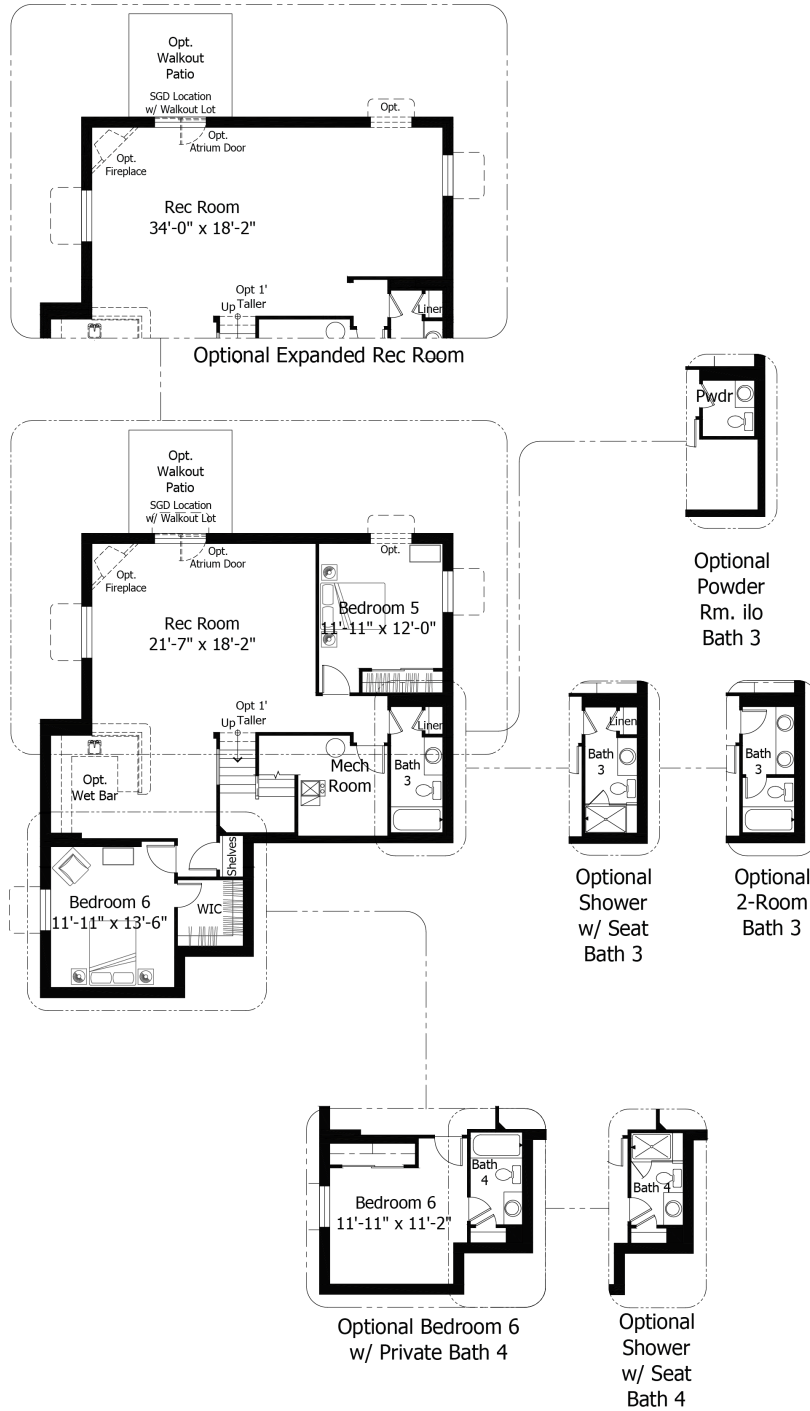 Opt.
Walkout
Patio
SGD Location
w/ Walkout Lot
Opt.
Opt.
Atrium Door
Opt.
Fireplace
Rec Room
34'-0" x 18'-2"
Opt 1'
Up Taller
Linen
Optional Expanded Rec Room
Opt.
Walkout
Patio
SGD Location
w/ Walkout Lot
Opt.
Atrium Door
Opt.
Opt.
Fireplace
Rec Room
21'-7" x 18'-2"
Bedroom 5
11'-11" x 12'-0"
Opt 1'
Up Taller
Linen
Mech
Room
Bath
3
Opt.
Wet Bar
Shelves
Bedroom 6
11'-11" x 13'-6"
WIC
Pwdr
Optional
Powder
Rm. ilo
Bath 3
Linen
Bath
3
Optional
Shower
w/ Seat
Bath 3
Bath
3
Optional
2-Room
Bath 3
Bath
4
Bedroom 6
11'-11" x 11'-2"
Optional Bedroom 6
w/ Private Bath 4
Bath 4
Optional
Shower
w/ Seat
Bath 4